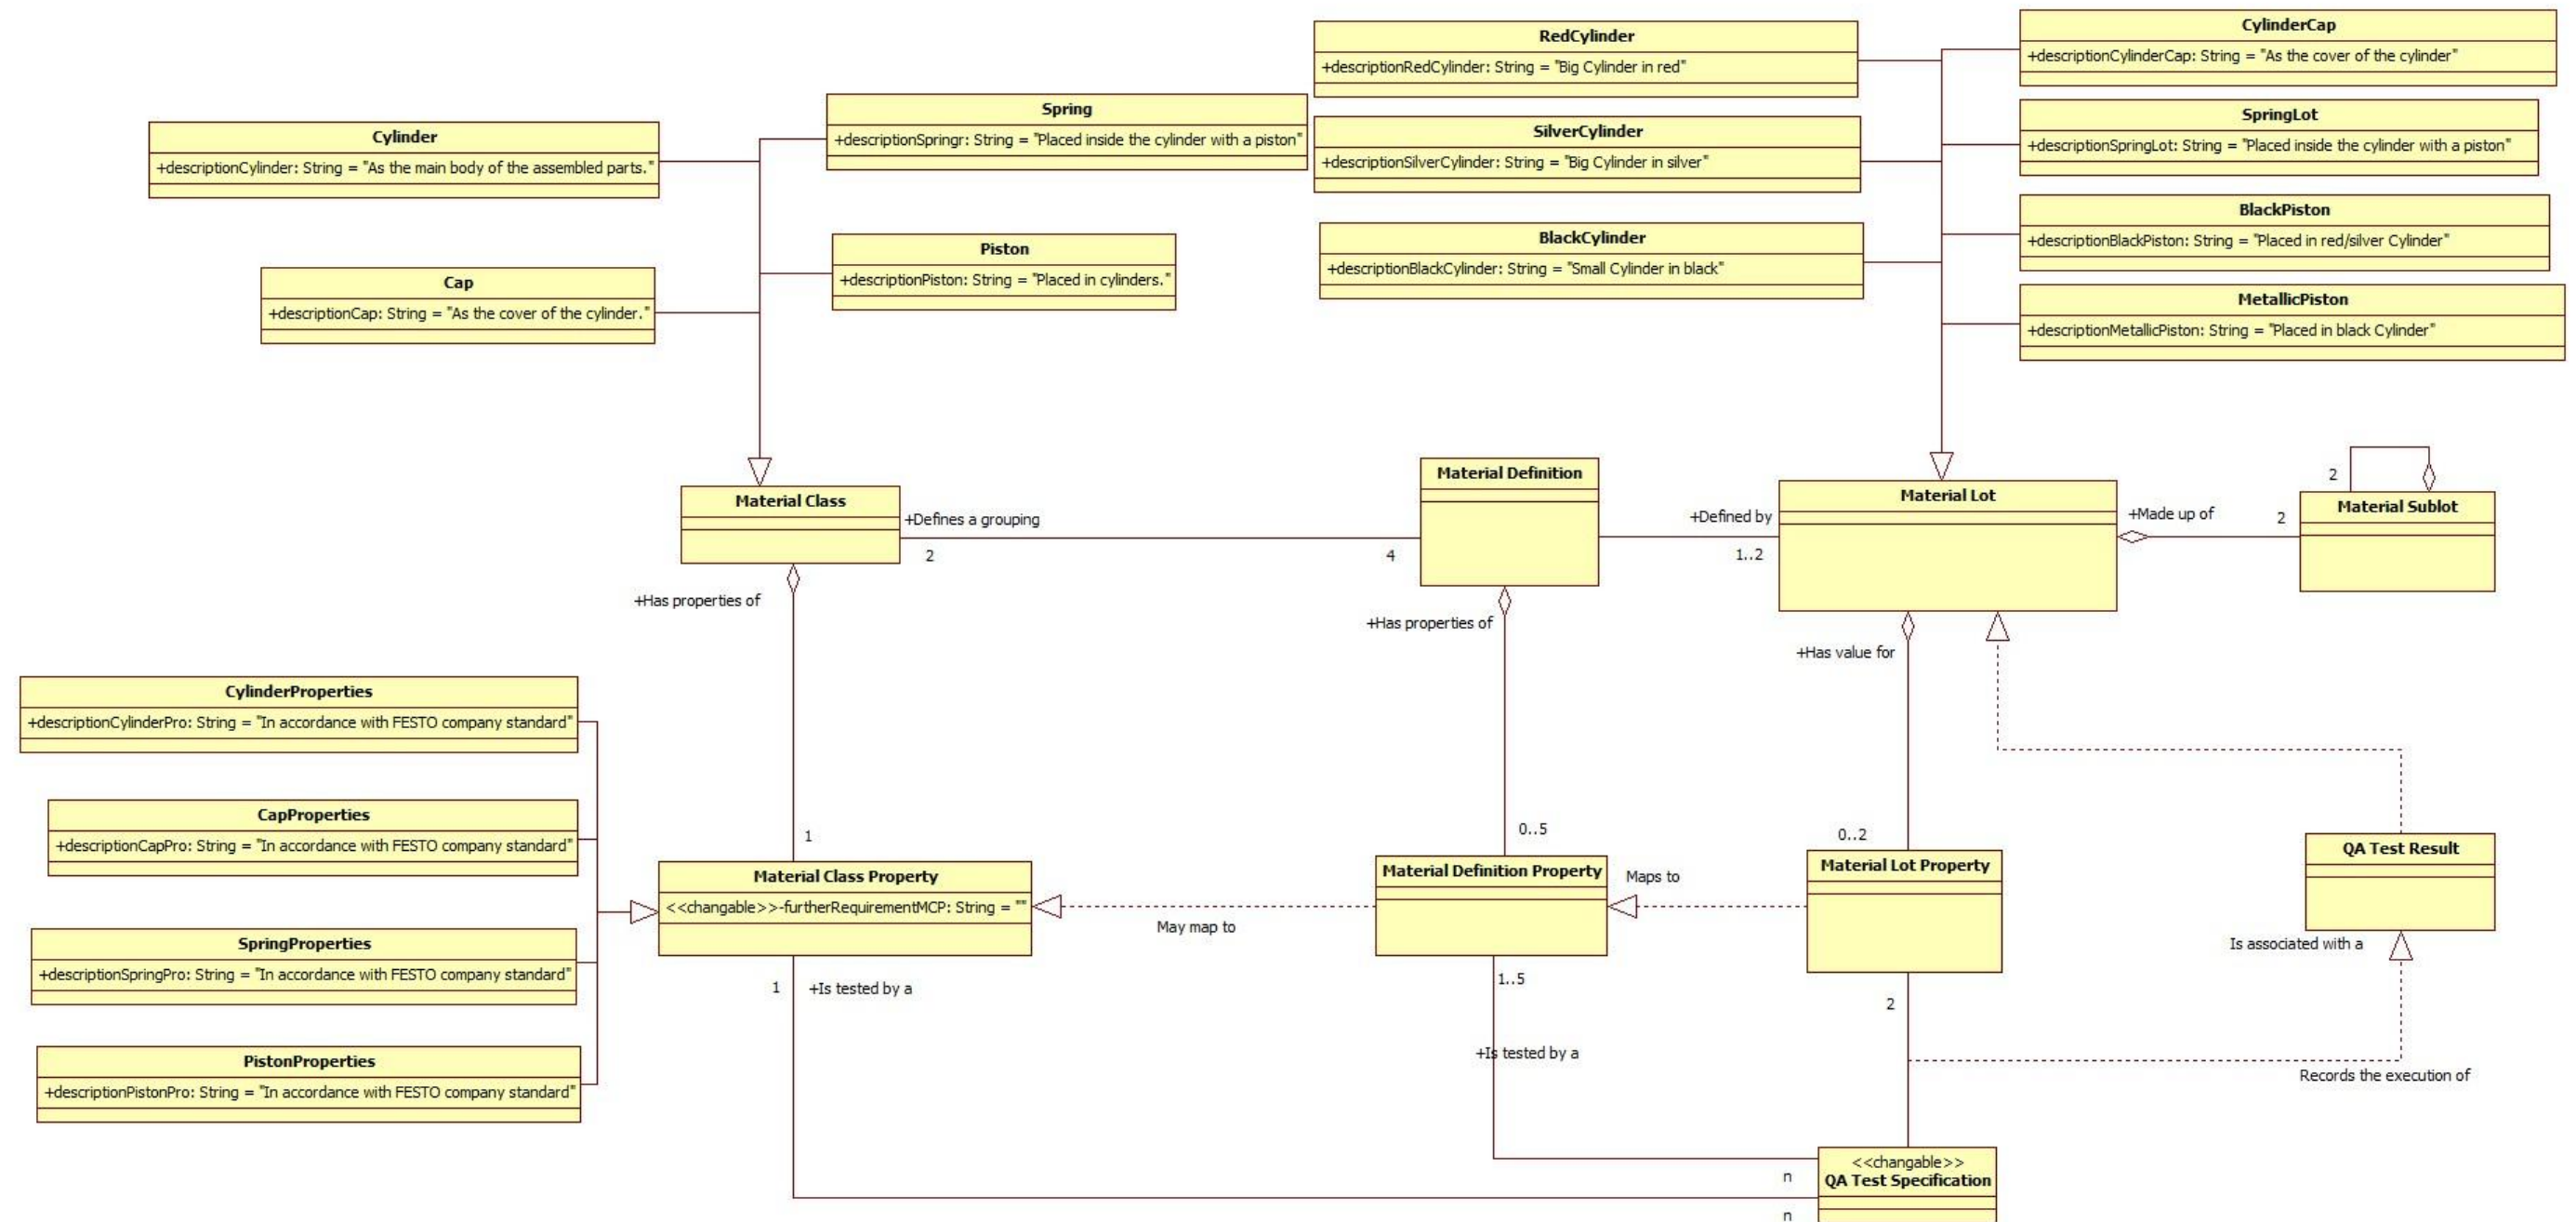 RedCylinder
+descriptionRedCylinder: String = "Big Cylinder in red"
CylinderCap
+descriptionCylinderCap: String = "As the cover of the cylinder"
Spring
+descriptionSpringr: String = "Placed inside the cylinder with a piston"
Cylinder
+descriptionCylinder: String = "As the main body of the assembled parts."
SilverCylinder
+descriptionSilverCylinder: String = "Big Cylinder in silver"
SpringLot
+descriptionSpringLot: String = "Placed inside the cylinder with a piston"
BlackPiston
+descriptionBlackPiston: String = "Placed in red/silver Cylinder"
Piston
+descriptionPiston: String = "Placed in cylinders."
BlackCylinder
+descriptionBlackCylinder: String = "Small Cylinder in black"
Cap
+descriptionCap: String = "As the cover of the cylinder."
MetallicPiston
+descriptionMetallicPiston: String = "Placed in black Cylinder"
Material Class
+Defines a grouping
2
4
Material Definition
+Defined by
1..2
Material Lot
+Made up of
2
2
Material Sublot
+Has properties of
+Has properties of
+Has value for
CylinderProperties
+descriptionCylinderPro: String = "In accordance with FESTO company standard"
CapProperties
+descriptionCapPro: String = "In accordance with FESTO company standard"
SpringProperties
+descriptionSpringPro: String = "In accordance with FESTO company standard"
PistonProperties
+descriptionPistonPro: String = "In accordance with FESTO company standard"
1
0..5
0..2
Material Class Property
<<changable>>-furtherRequirementMCP: String = ""
May map to
Material Definition Property
Maps to
Material Lot Property
QA Test Result
Is associated with a
1
+Is tested by a
1..5
+Is tested by a
2
Records the execution of
n
n
<<changable>>
QA Test Specification